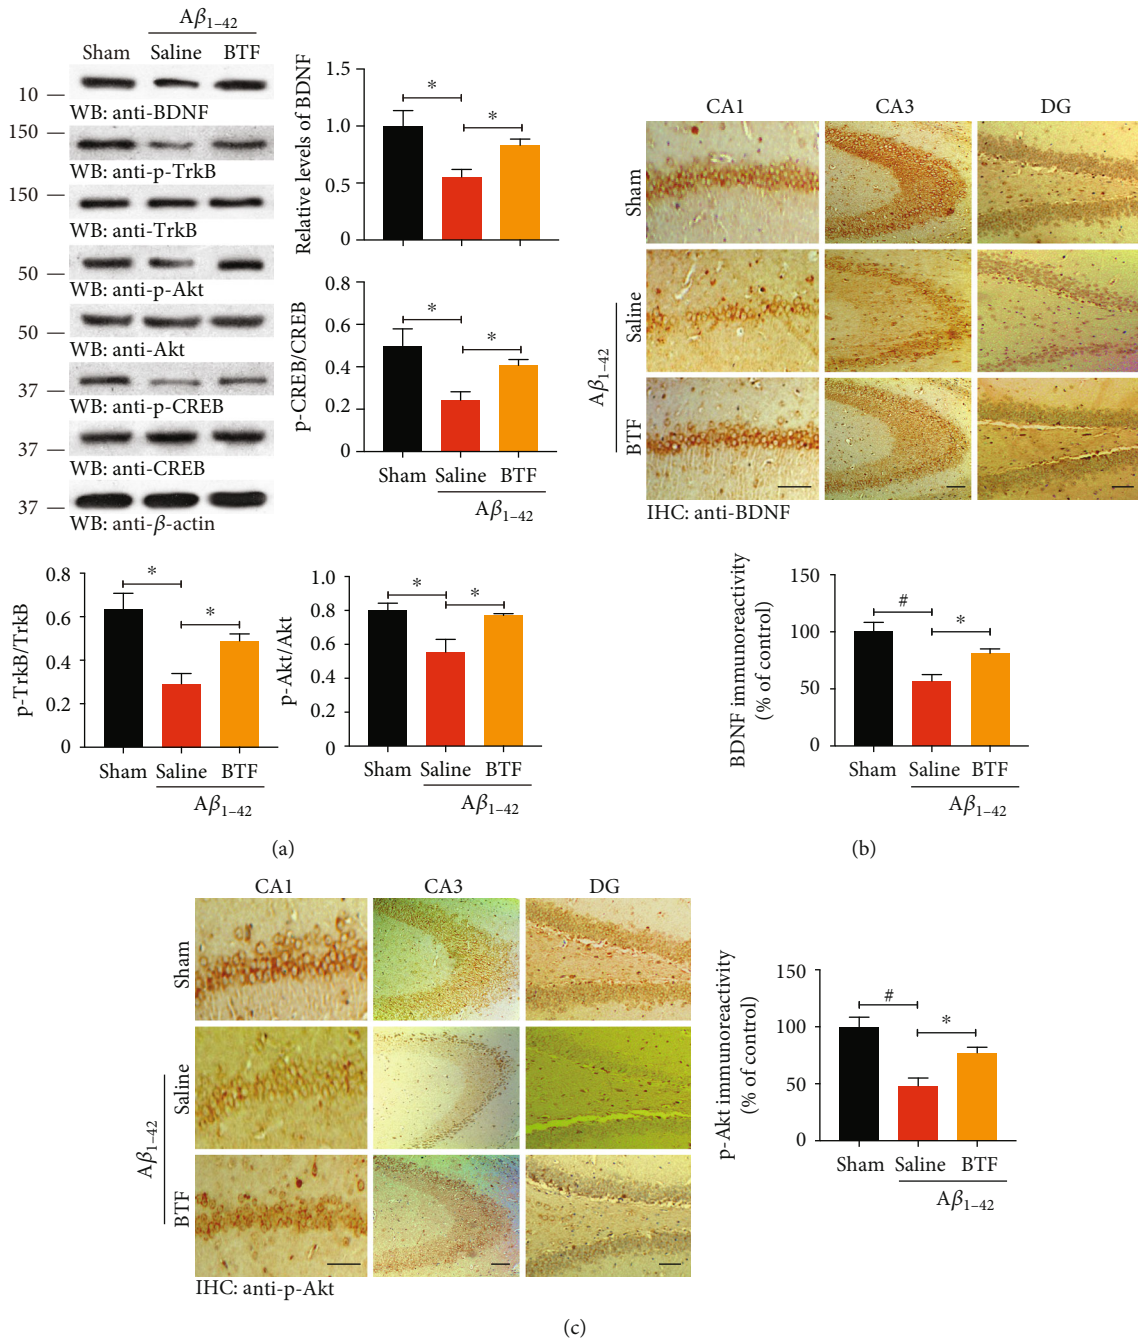 Aβ1–42
Sham Saline BTF
10
WB: anti-BDNF
150
WB: anti-p-TrkB
150
WB: anti-TrkB
50
WB: anti-p-Akt
50
WB: anti-Akt
37
WB: anti-p-CREB
37
WB: anti-CREB
37
WB: anti-β-actin
Relative levels of BDNF
1.5
1.0
0.5
0
*
*
p-CREB/CREB
0.8
0.6
0.4
0.2
0
*
*
Sham Saline BTF
Aβ1–42
p-TrkB/TrkB
0.8
0.6
0.4
0.2
0
*
*
Sham Saline BTF
Aβ1–42
p-Akt/Akt
1.0
0.8
0.6
0.4
0.2
0
*
*
Sham Saline BTF
Aβ1–42
(a)
CA1 CA3 DG
Sham
Saline
BTF
Aβ1–42
IHC: anti-BDNF
BDNF immunoreactivity
(% of control)
150
100
50
0
#
*
Sham Saline BTF
Aβ1–42
(b)
CA1 CA3 DG
Sham
Saline
BTF
Aβ1–42
IHC: anti-p-Akt
p-Akt immunoreactivity
(% of control)
150
100
50
0
#
*
Sham Saline BTF
Aβ1–42
(c)